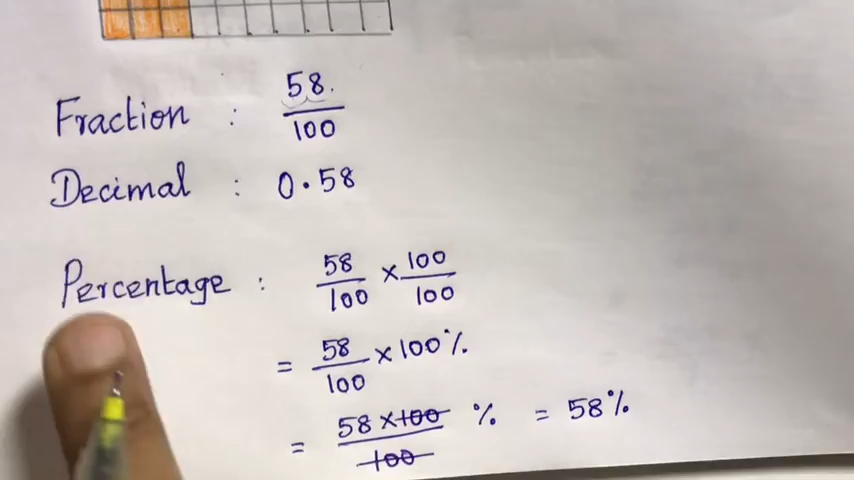 Fraction : 58/100
Decimal : 0.58
Percentage : 58/100 × 100/100
= 58/100 × 100%
= 58 × 100/100 % = 58%